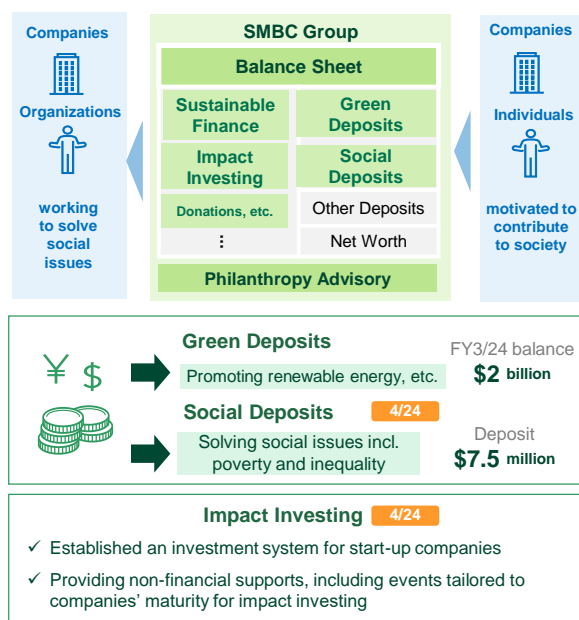 Companies
Organizations
working
to solve
social
issues
SMBC Group
Balance Sheet
Sustainable
Finance
Impact
Investing
Donations, etc.
⋮
Green
Deposits
Social
Deposits
Other Deposits
Net Worth
Philanthropy Advisory
Companies
Individuals
motivated to
contribute
to society
¥ $
Green Deposits
Promoting renewable energy, etc.
FY3/24 balance
$2 billion
Social Deposits 4/24
Solving social issues incl.
poverty and inequality
Deposit
$7.5 million
Impact Investing 4/24
✓ Established an investment system for start-up companies
✓ Providing non-financial supports, including events tailored to
companies’ maturity for impact investing